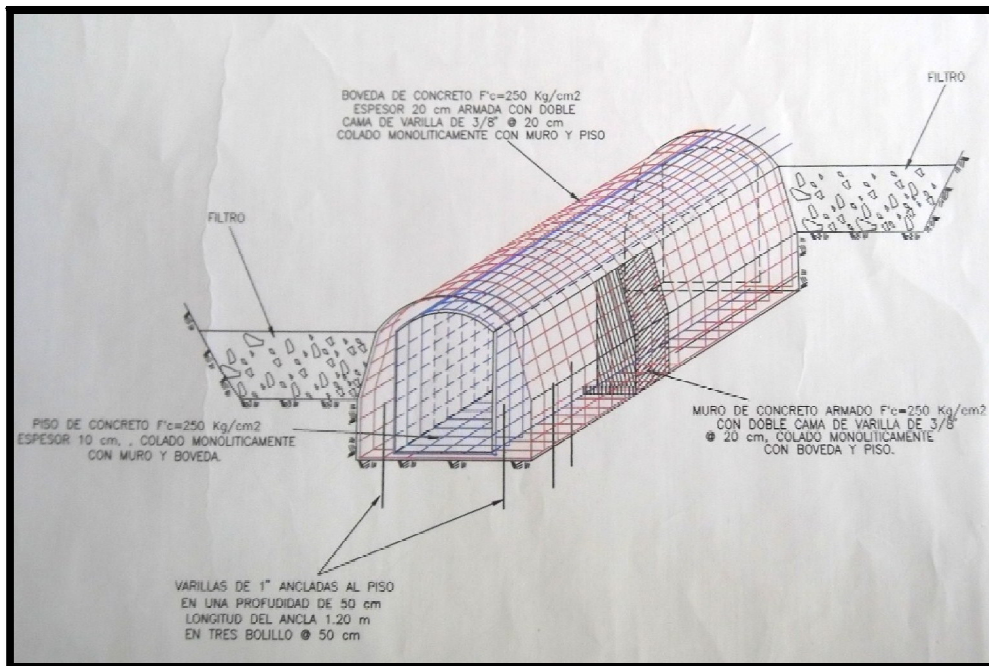 FILTRO
BOVEDA DE CONCRETO F'c=250 Kg/cm2
ESPESOR 20 cm ARMADA CON DOBLE
CAMA DE VARILLA DE 3/8" @ 20 cm
COLADO MONOLITICAMENTE CON MURO Y PISO
FILTRO
PISO DE CONCRETO F'c=250 Kg/cm2
ESPESOR 10 cm, , COLADO MONOLITICAMENTE
CON MURO Y BOVEDA.
MURO DE CONCRETO ARMADO F'c=250 Kg/cm2
CON DOBLE CAMA DE VARILLA DE 3/8"
@ 20 cm, COLADO MONOLITICAMENTE
CON BOVEDA Y PISO.
VARILLAS DE 1" ANCLADAS AL PISO
EN UNA PROFUDIDAD DE 50 cm
LONGITUD DEL ANCLA 1.20 m
EN TRES BOLILLO @ 50 cm